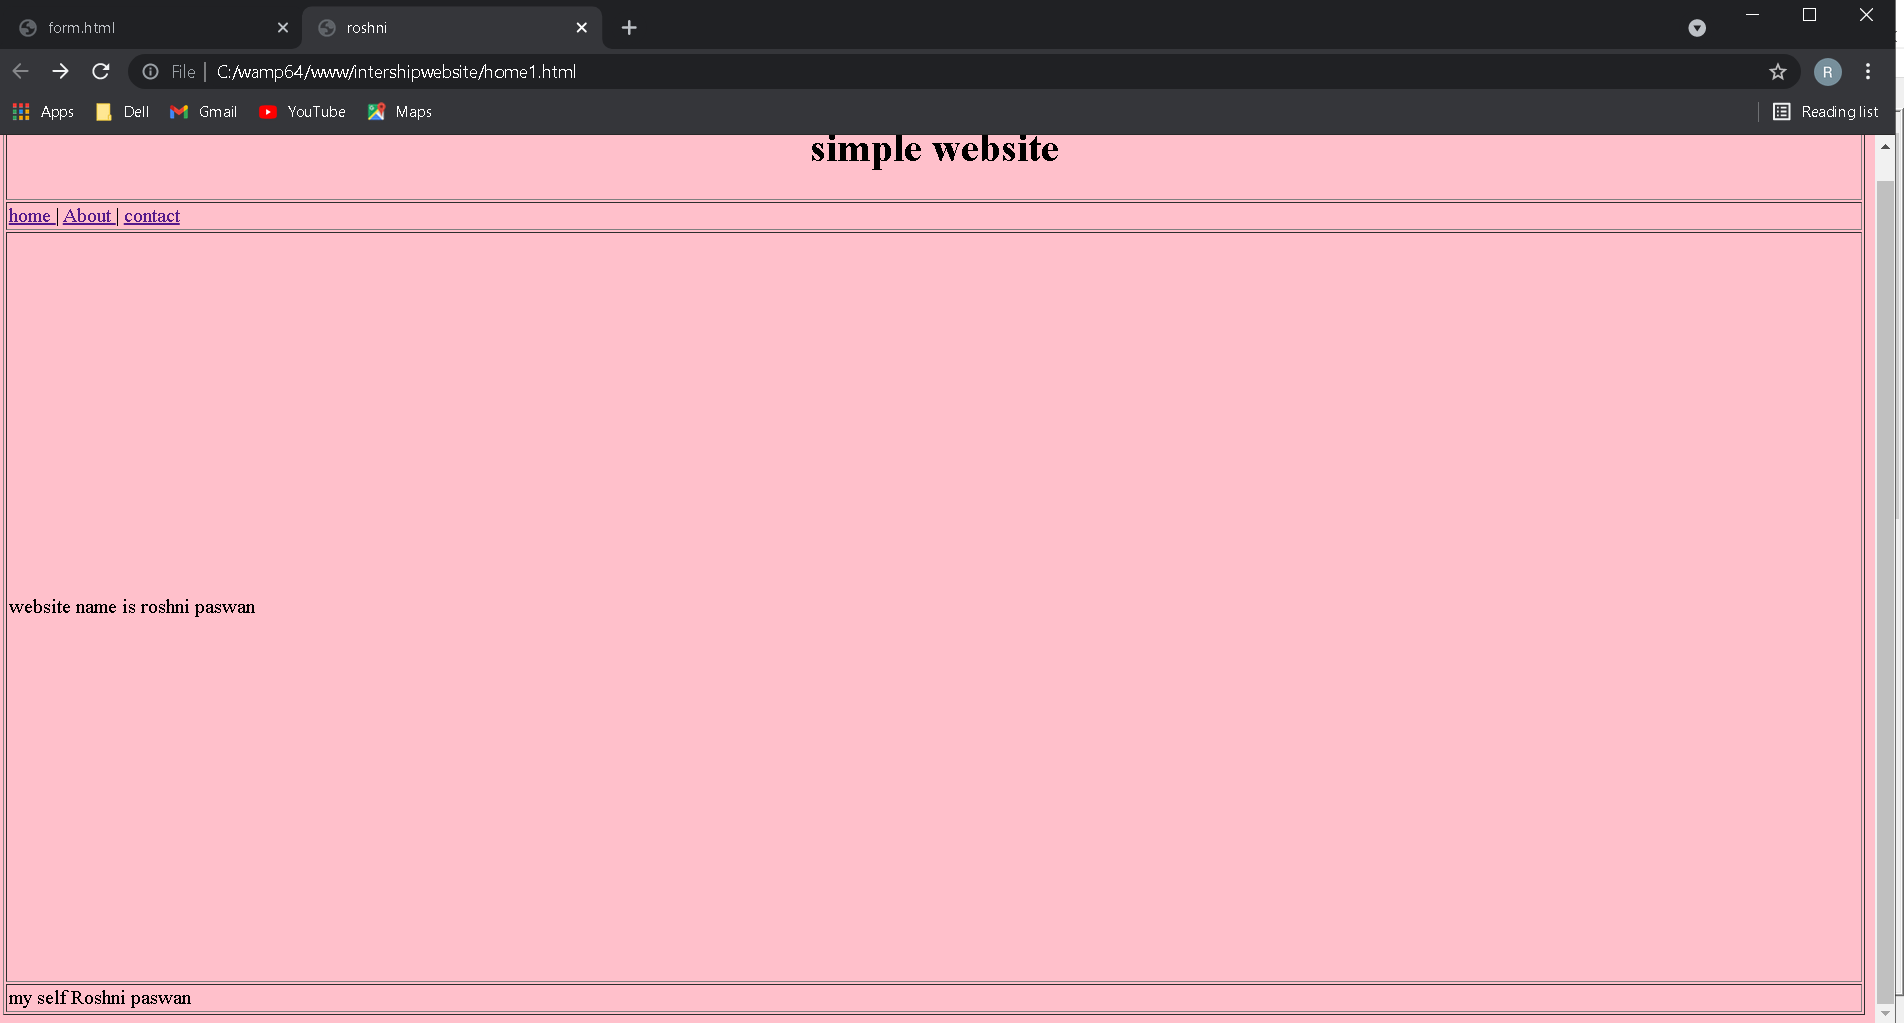 form.html
roshni
File | C:/wamp64/www/intershipwebsite/home1.html
R
Apps Dell Gmail YouTube Maps Reading list
simple website
home | About | contact
website name is roshni paswan
my self Roshni paswan